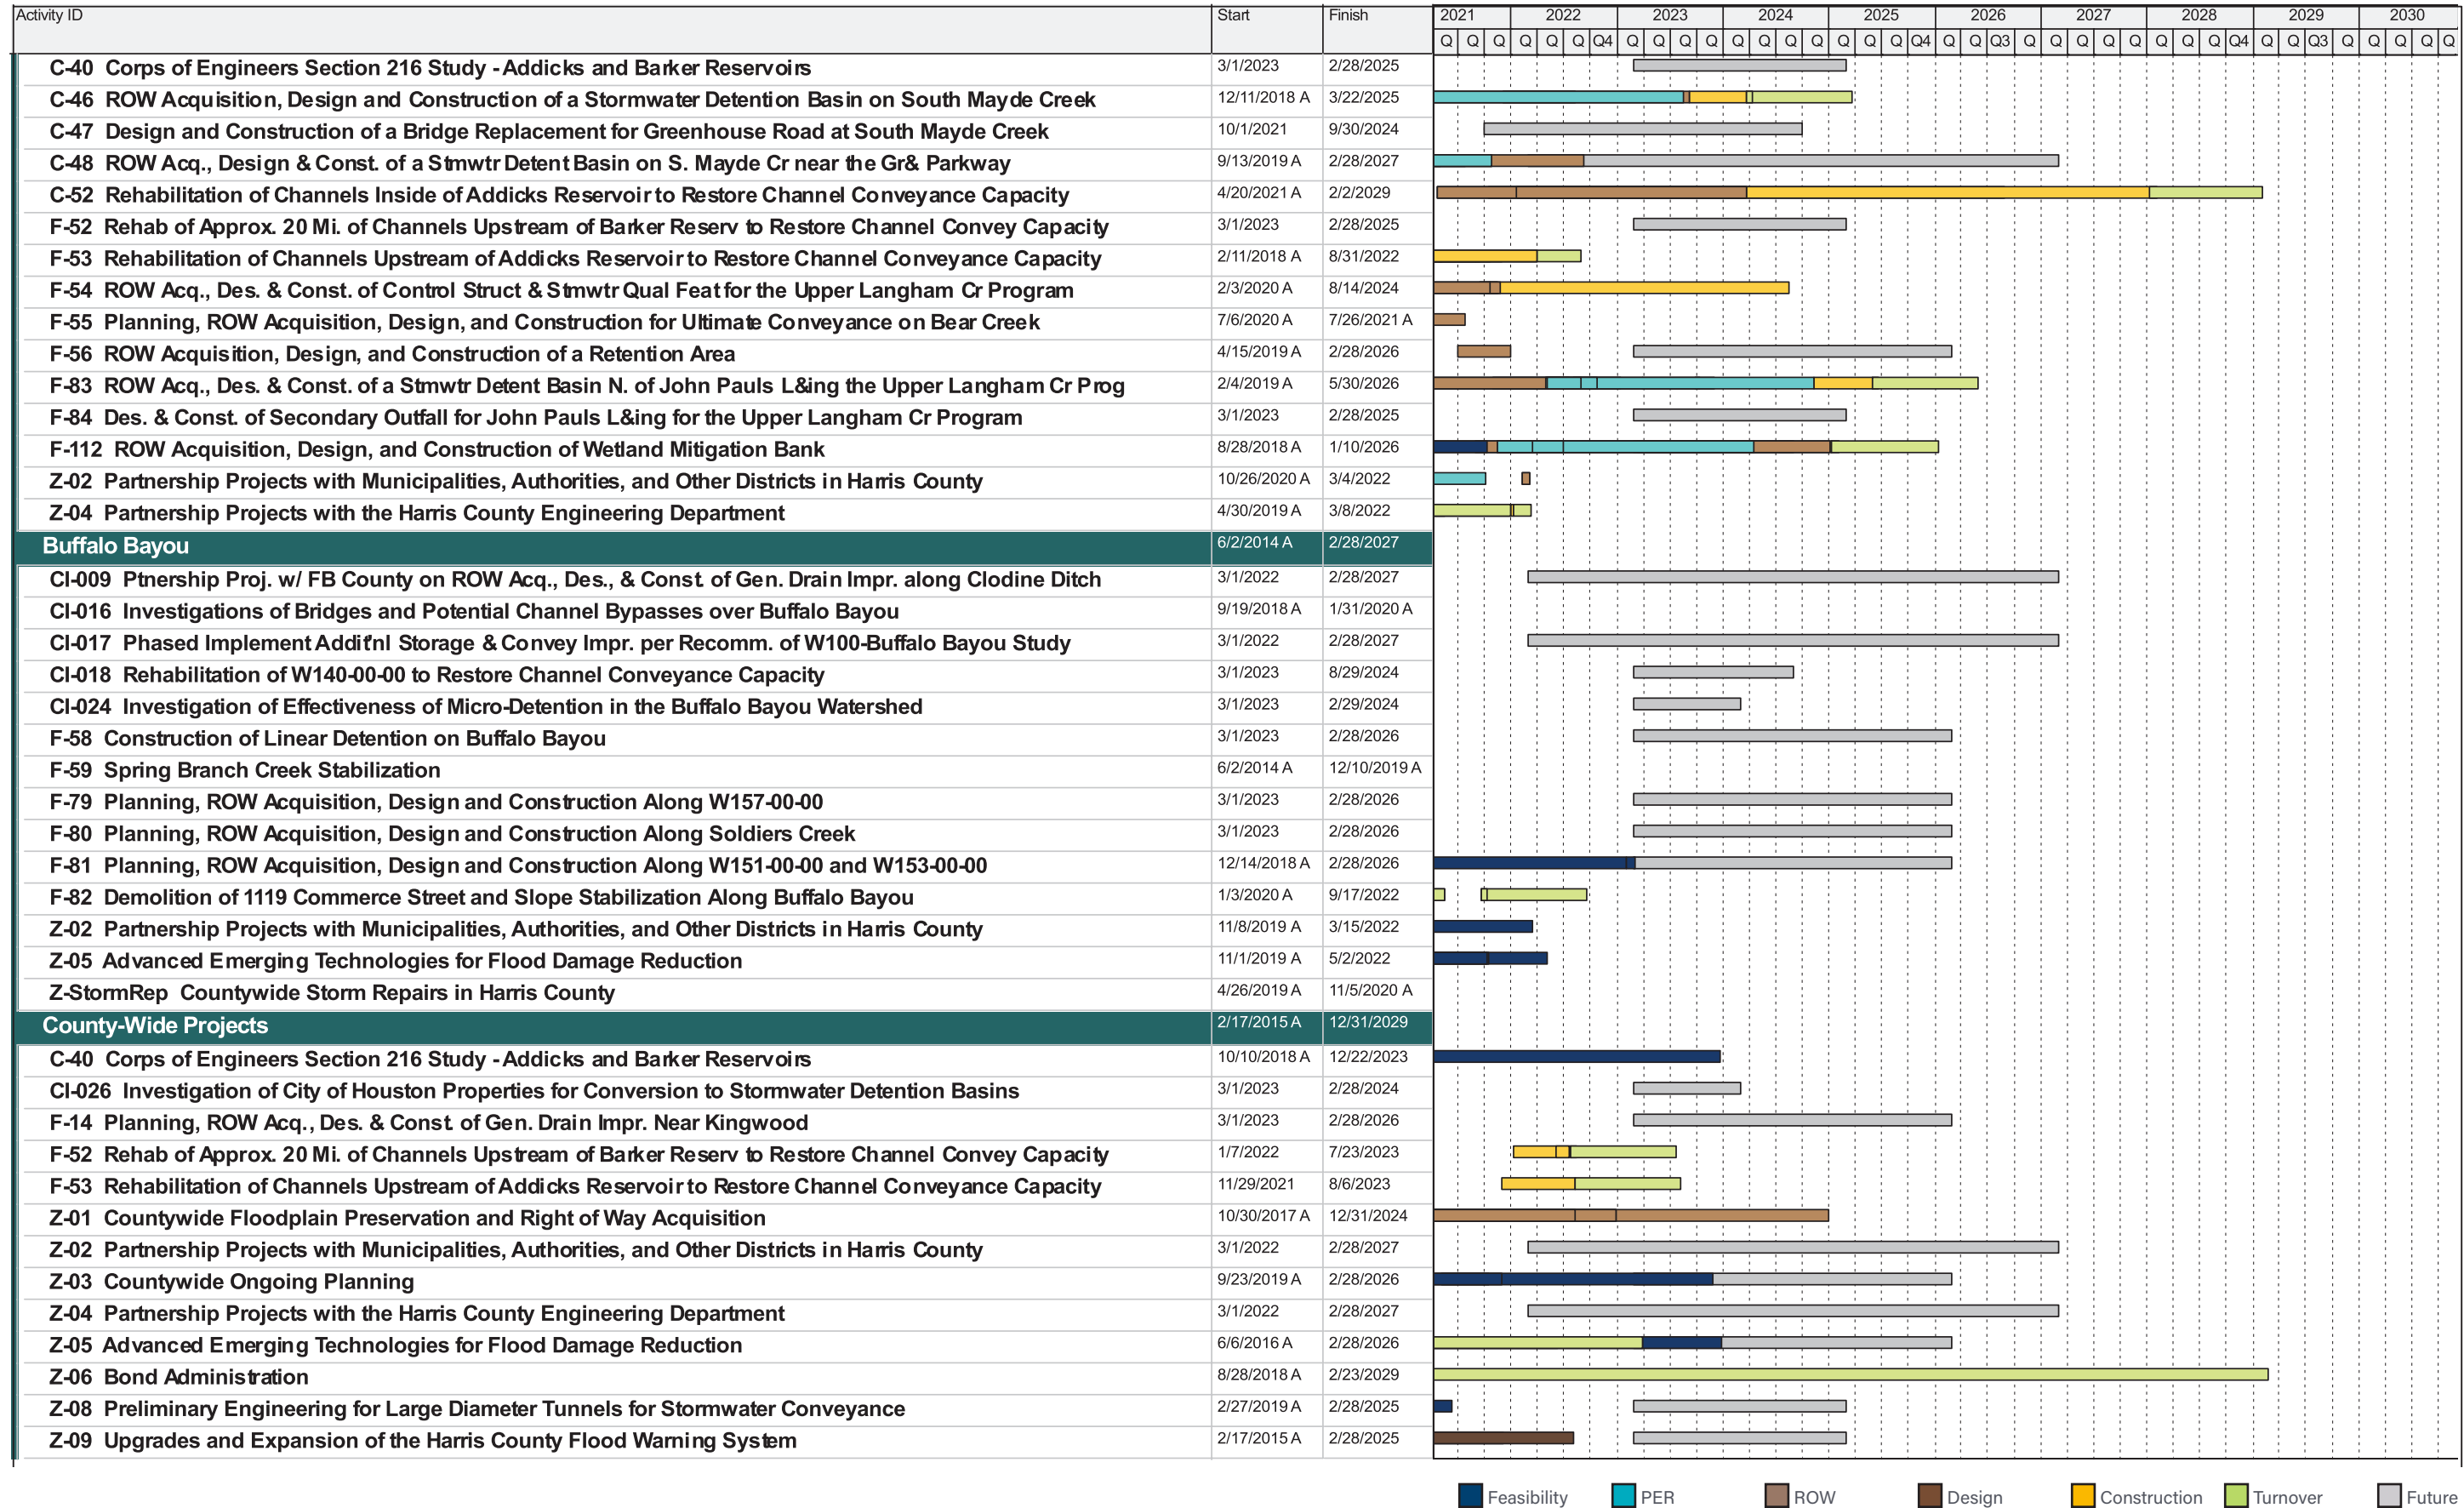 Activity ID Start Finish 2021 2022 2023 2024 2025 2026 2027 2028 2029 2030
Q Q Q Q Q Q Q4 Q Q Q Q Q Q Q Q Q Q Q Q4 Q Q Q3 Q Q Q Q Q Q Q Q Q4 Q Q Q3 Q Q Q Q Q
C-40 Corps of Engineers Section 216 Study - Addicks and Barker Reservoirs 3/1/2023 2/28/2025
C-46 ROW Acquisition, Design and Construction of a Stormwater Detention Basin on South Mayde Creek 12/11/2018 A 3/22/2025
C-47 Design and Construction of a Bridge Replacement for Greenhouse Road at South Mayde Creek 10/1/2021 9/30/2024
C-48 ROW Acq., Design & Const. of a Stmwtr Detent Basin on S. Mayde Cr near the Gr& Parkway 9/13/2019 A 2/28/2027
C-52 Rehabilitation of Channels Inside of Addicks Reservoir to Restore Channel Conveyance Capacity 4/20/2021 A 2/2/2029
F-52 Rehab of Approx. 20 Mi. of Channels Upstream of Barker Reserv to Restore Channel Convey Capacity 3/1/2023 2/28/2025
F-53 Rehabilitation of Channels Upstream of Addicks Reservoir to Restore Channel Conveyance Capacity 2/11/2018 A 8/31/2022
F-54 ROW Acq., Des. & Const. of Control Struct & Stmwtr Qual Feat for the Upper Langham Cr Program 2/3/2020 A 8/14/2024
F-55 Planning, ROW Acquisition, Design, and Construction for Ultimate Conveyance on Bear Creek 7/6/2020 A 7/26/2021 A
F-56 ROW Acquisition, Design, and Construction of a Retention Area 4/15/2019 A 2/28/2026
F-83 ROW Acq., Des. & Const. of a Stmwtr Detent Basin N. of John Pauls L&ing the Upper Langham Cr Prog 2/4/2019 A 5/30/2026
F-84 Des. & Const. of Secondary Outfall for John Pauls L&ing for the Upper Langham Cr Program 3/1/2023 2/28/2025
F-112 ROW Acquisition, Design, and Construction of Wetland Mitigation Bank 8/28/2018 A 1/10/2026
Z-02 Partnership Projects with Municipalities, Authorities, and Other Districts in Harris County 10/26/2020 A 3/4/2022
Z-04 Partnership Projects with the Harris County Engineering Department 4/30/2019 A 3/8/2022
Buffalo Bayou 6/2/2014 A 2/28/2027
CI-009 Ptnership Proj. w/ FB County on ROW Acq., Des., & Const. of Gen. Drain Impr. along Clodine Ditch 3/1/2022 2/28/2027
CI-016 Investigations of Bridges and Potential Channel Bypasses over Buffalo Bayou 9/19/2018 A 1/31/2020 A
CI-017 Phased Implement Addit'nl Storage & Convey Impr. per Recomm. of W100-Buffalo Bayou Study 3/1/2022 2/28/2027
CI-018 Rehabilitation of W140-00-00 to Restore Channel Conveyance Capacity 3/1/2023 8/29/2024
CI-024 Investigation of Effectiveness of Micro-Detention in the Buffalo Bayou Watershed 3/1/2023 2/29/2024
F-58 Construction of Linear Detention on Buffalo Bayou 3/1/2023 2/28/2026
F-59 Spring Branch Creek Stabilization 6/2/2014 A 12/10/2019 A
F-79 Planning, ROW Acquisition, Design and Construction Along W157-00-00 3/1/2023 2/28/2026
F-80 Planning, ROW Acquisition, Design and Construction Along Soldiers Creek 3/1/2023 2/28/2026
F-81 Planning, ROW Acquisition, Design and Construction Along W151-00-00 and W153-00-00 12/14/2018 A 2/28/2026
F-82 Demolition of 1119 Commerce Street and Slope Stabilization Along Buffalo Bayou 1/3/2020 A 9/17/2022
Z-02 Partnership Projects with Municipalities, Authorities, and Other Districts in Harris County 11/8/2019 A 3/15/2022
Z-05 Advanced Emerging Technologies for Flood Damage Reduction 11/1/2019 A 5/2/2022
Z-StormRep Countywide Storm Repairs in Harris County 4/26/2019 A 11/5/2020 A
County-Wide Projects 2/17/2015 A 12/31/2029
C-40 Corps of Engineers Section 216 Study - Addicks and Barker Reservoirs 10/10/2018 A 12/22/2023
CI-026 Investigation of City of Houston Properties for Conversion to Stormwater Detention Basins 3/1/2023 2/28/2024
F-14 Planning, ROW Acq., Des. & Const. of Gen. Drain Impr. Near Kingwood 3/1/2023 2/28/2026
F-52 Rehab of Approx. 20 Mi. of Channels Upstream of Barker Reserv to Restore Channel Convey Capacity 1/7/2022 7/23/2023
F-53 Rehabilitation of Channels Upstream of Addicks Reservoir to Restore Channel Conveyance Capacity 11/29/2021 8/6/2023
Z-01 Countywide Floodplain Preservation and Right of Way Acquisition 10/30/2017 A 12/31/2024
Z-02 Partnership Projects with Municipalities, Authorities, and Other Districts in Harris County 3/1/2022 2/28/2027
Z-03 Countywide Ongoing Planning 9/23/2019 A 2/28/2026
Z-04 Partnership Projects with the Harris County Engineering Department 3/1/2022 2/28/2027
Z-05 Advanced Emerging Technologies for Flood Damage Reduction 6/6/2016 A 2/28/2026
Z-06 Bond Administration 8/28/2018 A 2/23/2029
Z-08 Preliminary Engineering for Large Diameter Tunnels for Stormwater Conveyance 2/27/2019 A 2/28/2025
Z-09 Upgrades and Expansion of the Harris County Flood Warning System 2/17/2015 A 2/28/2025
Feasibility PER ROW Design Construction Turnover Future